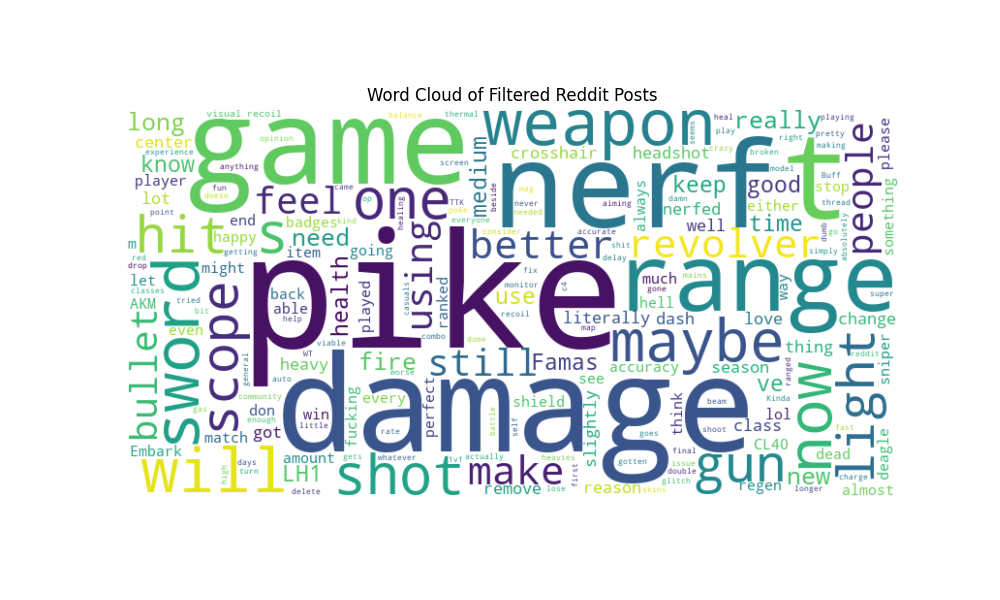 Word Cloud of Filtered Reddit Posts
long
visual recoil
game
balance
thermal
weapon
heal
play
playing
really
center
opinion
seems
crazy
right
pretty
making
please
experience
know
anything
screen
medium
crosshair
headshot
broken
model
Buff
people
player
fun
doesn
came
op
TTK
mag
nerf
t
damn
keep
good
stop
lot
feel
one
healing
poke
beside
never
needed
aiming
always
nerfed
either
thread
something
point
hit
s
end
badges
kind
everyone
well
time
dumb
go
absolutely
m
happy
need
using
consider
accurate
better
shit
revolver
simply
red
getting
item
going
delay
drop
let
might
pike
fix
much
mains
range
super
classes
sword
scope
back
health
played
casuals
ranked
monitor
c4
use
gone
hell
way
AKM
tried
able
recoil
literally
dash
love
change
bullet
even
bit
help
combo
map
maybe
light
viable
dome
thing
WT
still
Famas
accuracy
season
ranged
reddit
sniper
general
heavy
fire
worse
see
ve
Kinda
auto
damage
now
community
every
perfect
shield
slightly
think
beam
class
lol
fast
gas
don
enough
win
little
fucking
rate
battle
self
goes
shoot
CL40
dead
deagle
match
got
Embark
will
days
turn
high
amount
LH1
gets
whatever
1v1
actually
heavies
gotten
final
issue
double
gun
new
charge
shot
make
first
reason
skins
glitch
regen
longer
almost
delete
remove
lose